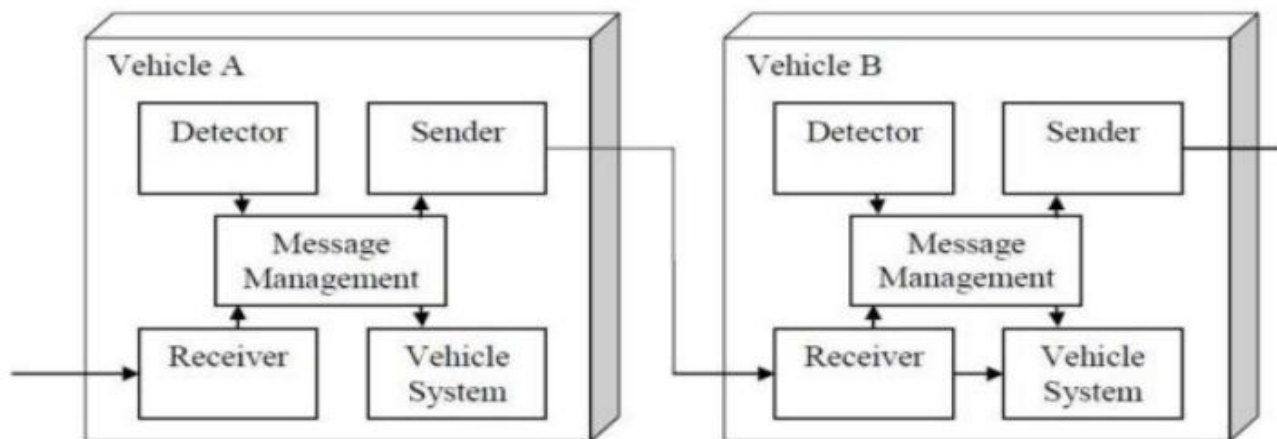 Vehicle A
Detector
Sender
Message
Management
Receiver
Vehicle
System
Vehicle B
Detector
Sender
Message
Management
Receiver
Vehicle
System